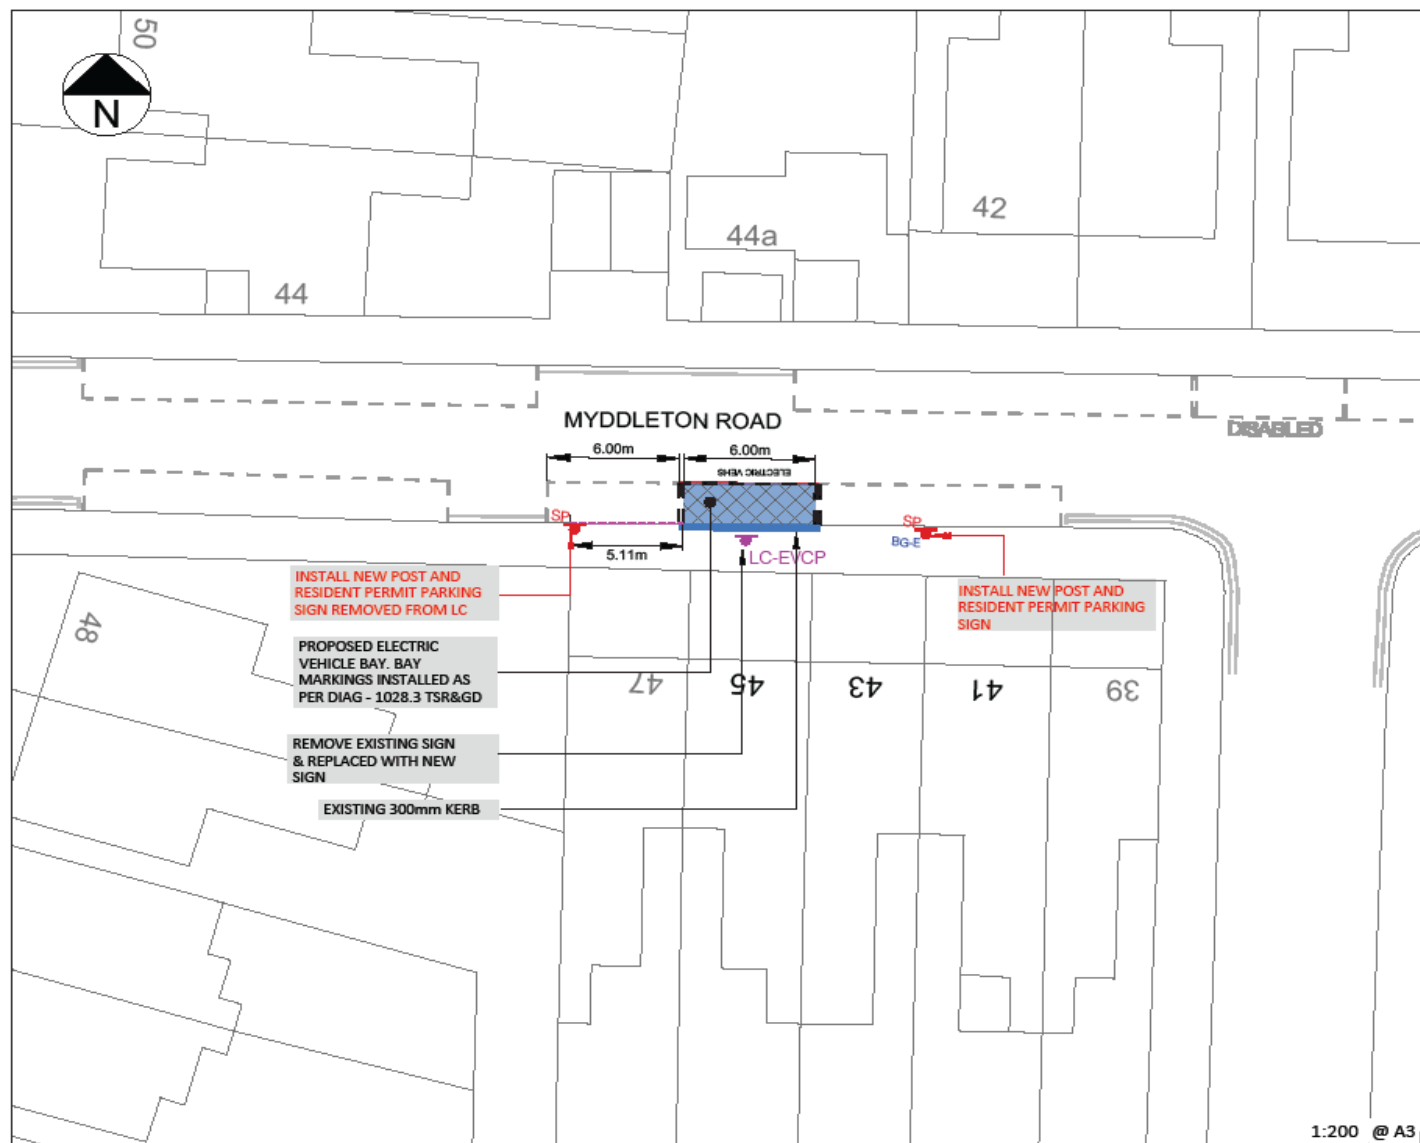 50
N
42
44a
44
MYDDLETON ROAD
DISABLED
6.00m
6.00m
ELECTRIC VEHS
SP
SP
BG-E
5.11m
LC-EVCP
INSTALL NEW POST AND
RESIDENT PERMIT PARKING
SIGN REMOVED FROM LC
INSTALL NEW POST AND
RESIDENT PERMIT PARKING
SIGN
48
PROPOSED ELECTRIC
VEHICLE BAY. BAY
MARKINGS INSTALLED AS
PER DIAG - 1028.3 TSR&GD
47
45
43
41
39
REMOVE EXISTING SIGN
& REPLACED WITH NEW
SIGN
EXISTING 300mm KERB
1:200 @ A3